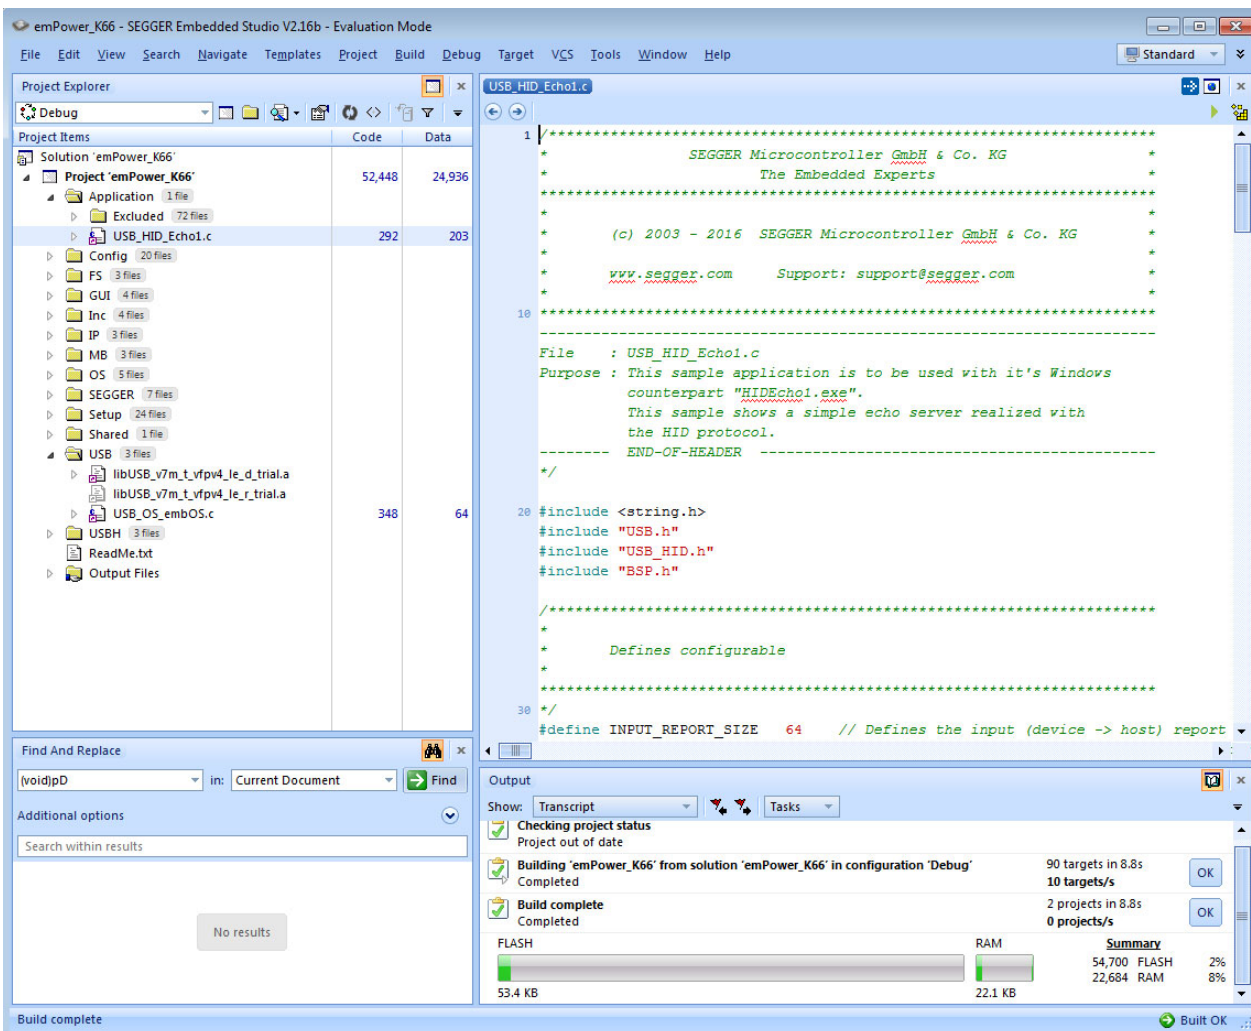 emPower_K66 - SEGGER Embedded Studio V2.16b - Evaluation Mode
File Edit View Search Navigate Templates Project Build Debug Target VCS Tools Window Help Standard
Project Explorer
Debug
Project Items Code Data
Solution 'emPower_K66'
Project 'emPower_K66' 52,448 24,936
Application 1 file
Excluded 72 files
USB_HID_Echo1.c 292 203
Config 20 files
FS 3 files
GUI 4 files
Inc 4 files
IP 3 files
MB 3 files
OS 5 files
SEGGER 7 files
Setup 24 files
Shared 1 file
USB 3 files
libUSB_v7m_t_vfpv4_le_d_trial.a
libUSB_v7m_t_vfpv4_le_r_trial.a
USB_OS_embOS.c 348 64
USBH 3 files
ReadMe.txt
Output Files
Find And Replace
(void)pD in: Current Document Find
Additional options
Search within results
No results
USB_HID_Echo1.c
1 /*********************************************************************
* SEGGER Microcontroller GmbH & Co. KG *
* The Embedded Experts *
**********************************************************************
* *
* (c) 2003 - 2016 SEGGER Microcontroller GmbH & Co. KG *
* *
* www.segger.com Support: support@segger.com *
* *
10 **********************************************************************
----------------------------------------------------------------------
File : USB_HID_Echo1.c
Purpose : This sample application is to be used with it's Windows
counterpart "HIDEcho1.exe".
This sample shows a simple echo server realized with
the HID protocol.
-------- END-OF-HEADER ---------------------------------------------
*/
20 #include <string.h>
#include "USB.h"
#include "USB_HID.h"
#include "BSP.h"
/*********************************************************************
*
* Defines configurable
*
**********************************************************************
30 */
#define INPUT_REPORT_SIZE 64 // Defines the input (device -> host) report
Output
Show: Transcript Tasks
Checking project status
Project out of date
Building 'emPower_K66' from solution 'emPower_K66' in configuration 'Debug' 90 targets in 8.8s OK
Completed 10 targets/s
Build complete 2 projects in 8.8s OK
Completed 0 projects/s
FLASH RAM Summary
54,700 FLASH 2%
22,684 RAM 8%
53.4 KB 22.1 KB
Build complete Built OK